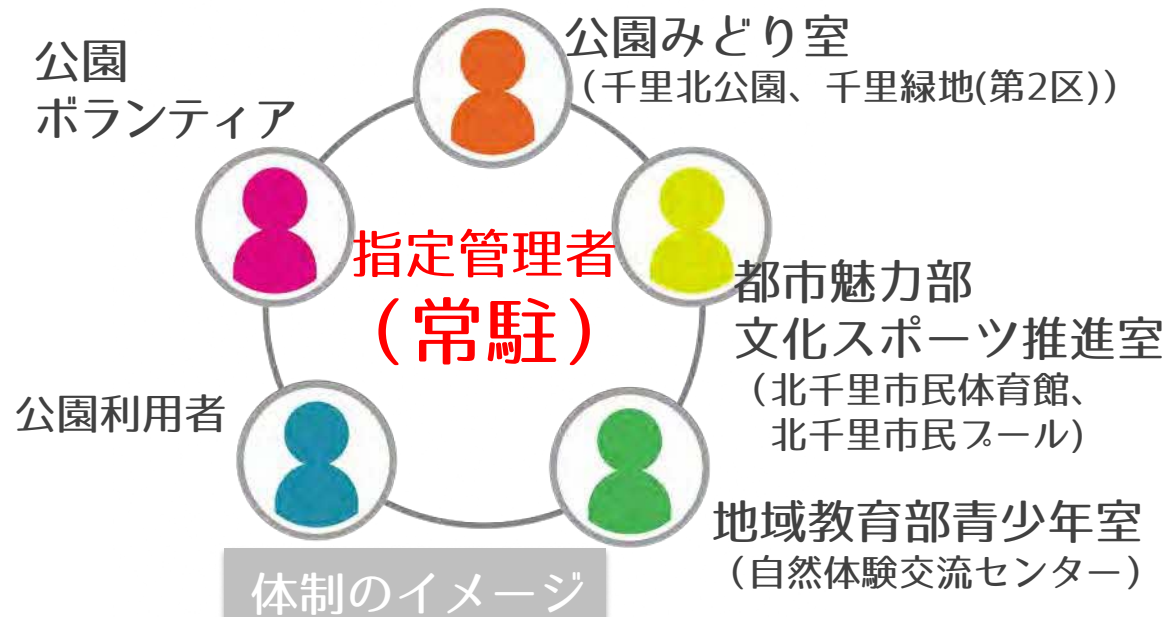 公園みどり室
（千里北公園、千里緑地(第2区)）
公園
ボランティア
指定管理者
（常駐）
都市魅力部
文化スポーツ推進室
（北千里市民体育館、
北千里市民プール)
公園利用者
地域教育部青少年室
（自然体験交流センター）
体制のイメージ